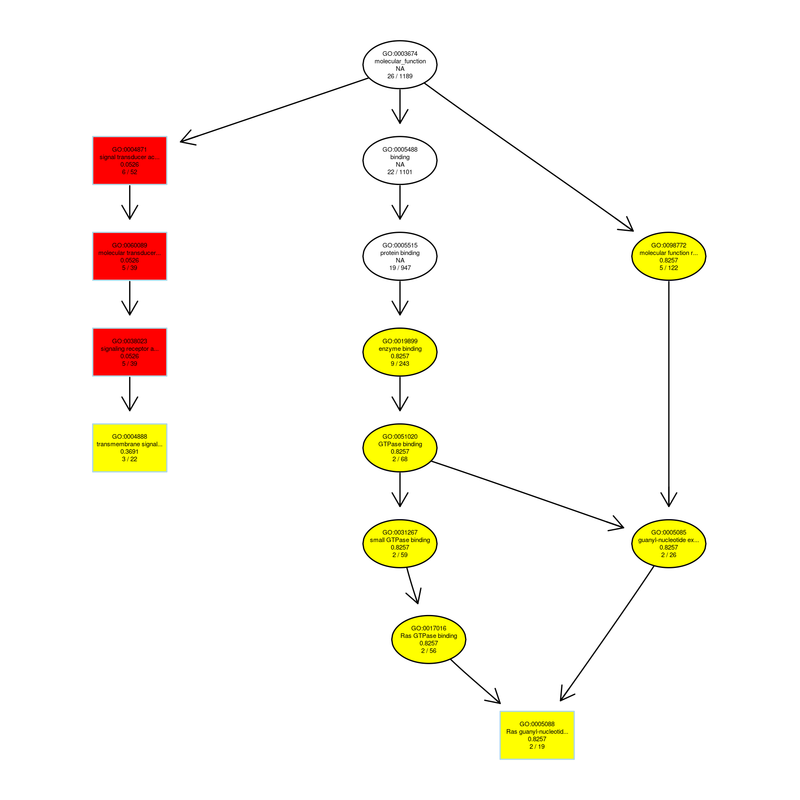 GO:0003674
molecular_function
NA
26 / 1189
GO:0004871
signal transducer ac...
0.0526
6 / 52
GO:0005488
binding
NA
22 / 1101
GO:0060089
molecular transducer...
0.0526
5 / 39
GO:0005515
protein binding
NA
19 / 947
GO:0098772
molecular function r...
0.8257
5 / 122
GO:0038023
signaling receptor a...
0.0526
5 / 39
GO:0019899
enzyme binding
0.8257
9 / 243
GO:0004888
transmembrane signal...
0.3691
3 / 22
GO:0051020
GTPase binding
0.8257
2 / 68
GO:0031267
small GTPase binding
0.8257
2 / 59
GO:0005085
guanyl-nucleotide ex...
0.8257
2 / 26
GO:0017016
Ras GTPase binding
0.8257
2 / 56
GO:0005088
Ras guanyl-nucleotid...
0.8257
2 / 19